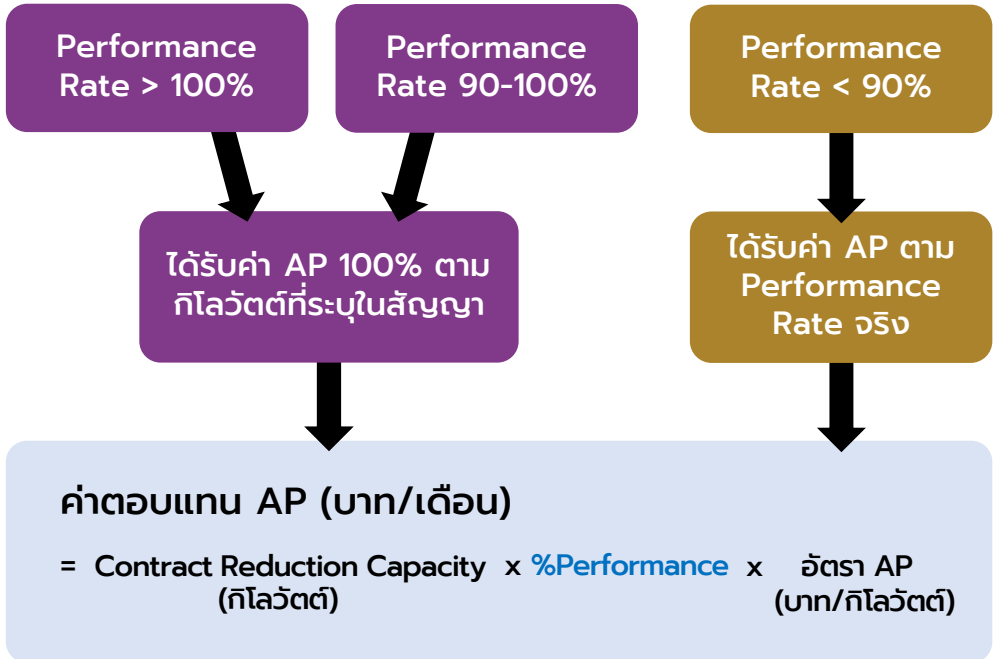 Performance
Rate > 100%
Performance
Rate 90-100%
Performance
Rate < 90%
ได้รับค่า AP 100% ตาม
กิโลวัตต์ที่ระบุในสัญญา
ได้รับค่า AP ตาม
Performance
Rate จริง
ค่าตอบแทน AP (บาท/เดือน)
= Contract Reduction Capacity x %Performance x อัตรา AP
(กิโลวัตต์) (บาท/กิโลวัตต์)